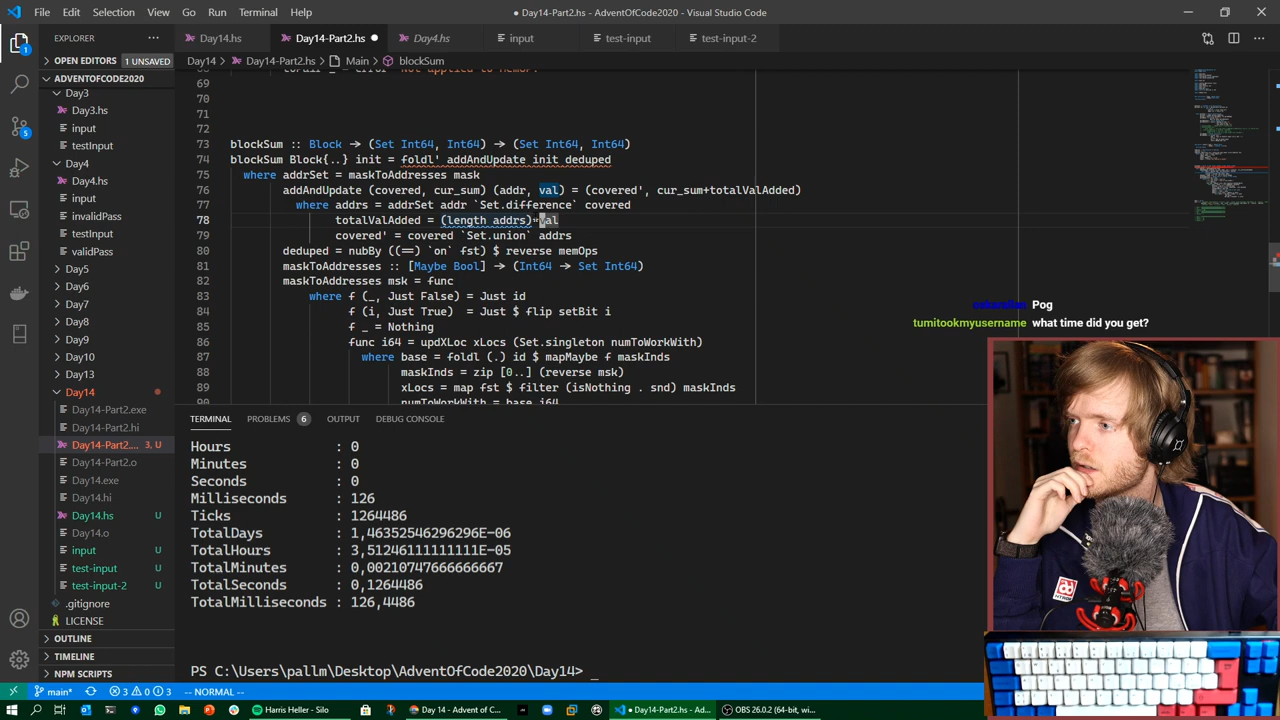 File Edit Selection View Go Run Terminal Help
● Day14-Part2.hs - AdventOfCode2020 - Visual Studio Code
EXPLORER
Day14.hs
Day14-Part2.hs
Day4.hs
input
test-input
test-input-2
OPEN EDITORS 1 UNSAVED
Day14 > Day14-Part2.hs > Main > blockSum
ADVENTOFCODE2020
Day3
Day3.hs
input
testInput
Day4
Day4.hs
input
invalidPass
testInput
validPass
Day5
Day6
Day7
Day8
Day9
Day10
Day13
Day14
Day14-Part2.exe
Day14-Part2.hi
Day14-Part2.... 3, U
Day14-Part2.o
Day14.exe
Day14.hi
Day14.hs U
Day14.o
input U
test-input U
test-input-2 U
.gitignore
LICENSE
OUTLINE
TIMELINE
NPM SCRIPTS
69
70
71
72
73 blockSum :: Block → (Set Int64, Int64) → (Set Int64, Int64)
74 blockSum Block{..} init = foldl' addAndUpdate init deduped
75 where addrSet = maskToAddresses mask
76 addAndUpdate (covered, cur_sum) (addr, val) = (covered', cur_sum+totalValAdded)
77 where addrs = addrSet addr `Set.difference` covered
78 totalValAdded = (length addrs)*val
79 covered' = covered `Set.union` addrs
80 deduped = nubBy ((==) `on` fst) $ reverse memOps
81 maskToAddresses :: [Maybe Bool] → (Int64 → Set Int64)
82 maskToAddresses msk = func
83 where f (_, Just False) = Just id
84 f (i, Just True) = Just $ flip setBit i
85 f _ = Nothing
86 func i64 = updXLoc xLocs (Set.singleton numToWorkWith)
87 where base = foldl (.) id $ mapMaybe f maskInds
88 maskInds = zip [0..] (reverse msk)
89 xLocs = map fst $ filter (isNothing . snd) maskInds
90 numToWorkWith = base i64
Pog
tumitookmyusername what time did you get?
TERMINAL PROBLEMS 6 OUTPUT DEBUG CONSOLE
Hours : 0
Minutes : 0
Seconds : 0
Milliseconds : 126
Ticks : 1264486
TotalDays : 1,46352546296296E-06
TotalHours : 3,51246111111111E-05
TotalMinutes : 0,00210747666666667
TotalSeconds : 0,1264486
TotalMilliseconds : 126,4486
PS C:\Users\pallm\Desktop\AdventOfCode2020\Day14> _
main* 3 0 3 -- NORMAL --
Harris Heller - Silo
Day 14 - Advent of C...
● Day14-Part2.hs - Ad...
OBS 26.0.2 (64-bit, w...